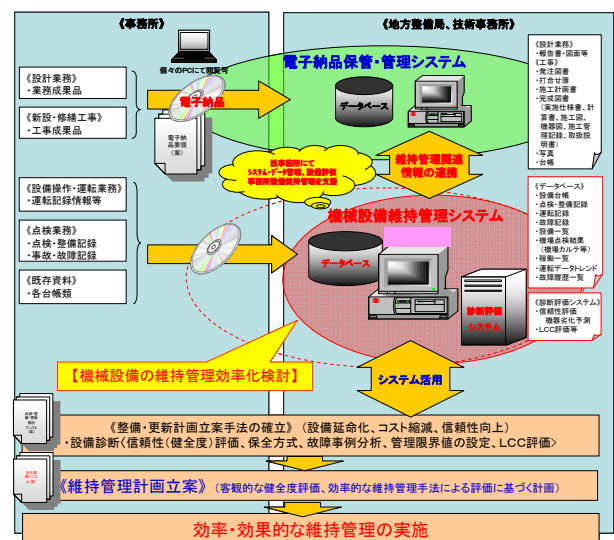 《事務所》
《地方整備局、技術事務所》
《設計業務》
・業務成果品
《新設・修繕工事》
・工事成果品
個々のPCにて閲覧可
電子納品
電子納
品要領
(案)
電子納品保管・管理システム
データベース
《設計業務》
・報告書・図面等
《工事》
・発注図書
・打合せ簿
・施工計画書
・完成図書
(実施仕様書、計
算書、施工図、
機器図、施工管
理記録、取扱説
明書)
・写真
・台帳
技事務所にて
システム・データ管理、設備評価
事務所設備維持管理を支援
維持管理関連
情報の連携
《設備操作・運転業務》
・運転記録情報等
《点検業務》
・点検・整備記録
・事故・故障記録
《既存資料》
・各台帳類
機械設備維持管理システム
データベース
診断評価
システム
《データベース》
・設備台帳
・点検・整備記録
・運転記録
・故障記録
・設備一覧
・機場点検結果
(機場カルテ等)
・稼働一覧
・運転データトレンド
・故障履歴一覧
《診断評価システム》
・信頼性評価
機器劣化予測
・LCC評価等
【機械設備の維持管理効率化検討】
システム活用
《整備・更新計画立案手法の確立》(設備延命化、コスト縮減、信頼性向上)
・設備診断〈信頼性(健全度)評価、保全方式、故障事例分析、管理限界値の設定、LCC評価〉
《維持管理計画立案》(客観的な健全度評価、効率的な維持管理手法による評価に基づく計画)
効率・効果的な維持管理の実施